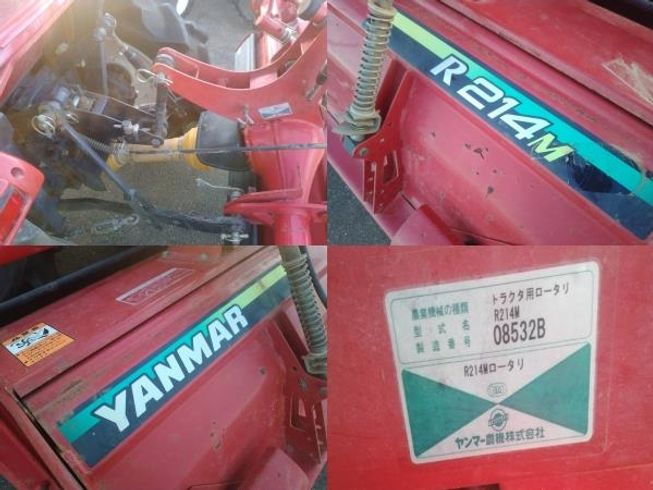 R214M
YANMAR
農業機械の種類 トラクタ用ロータリ
型式名 R214M
製造番号 08532B
R214Mロータリ
ヤンマー農機株式会社